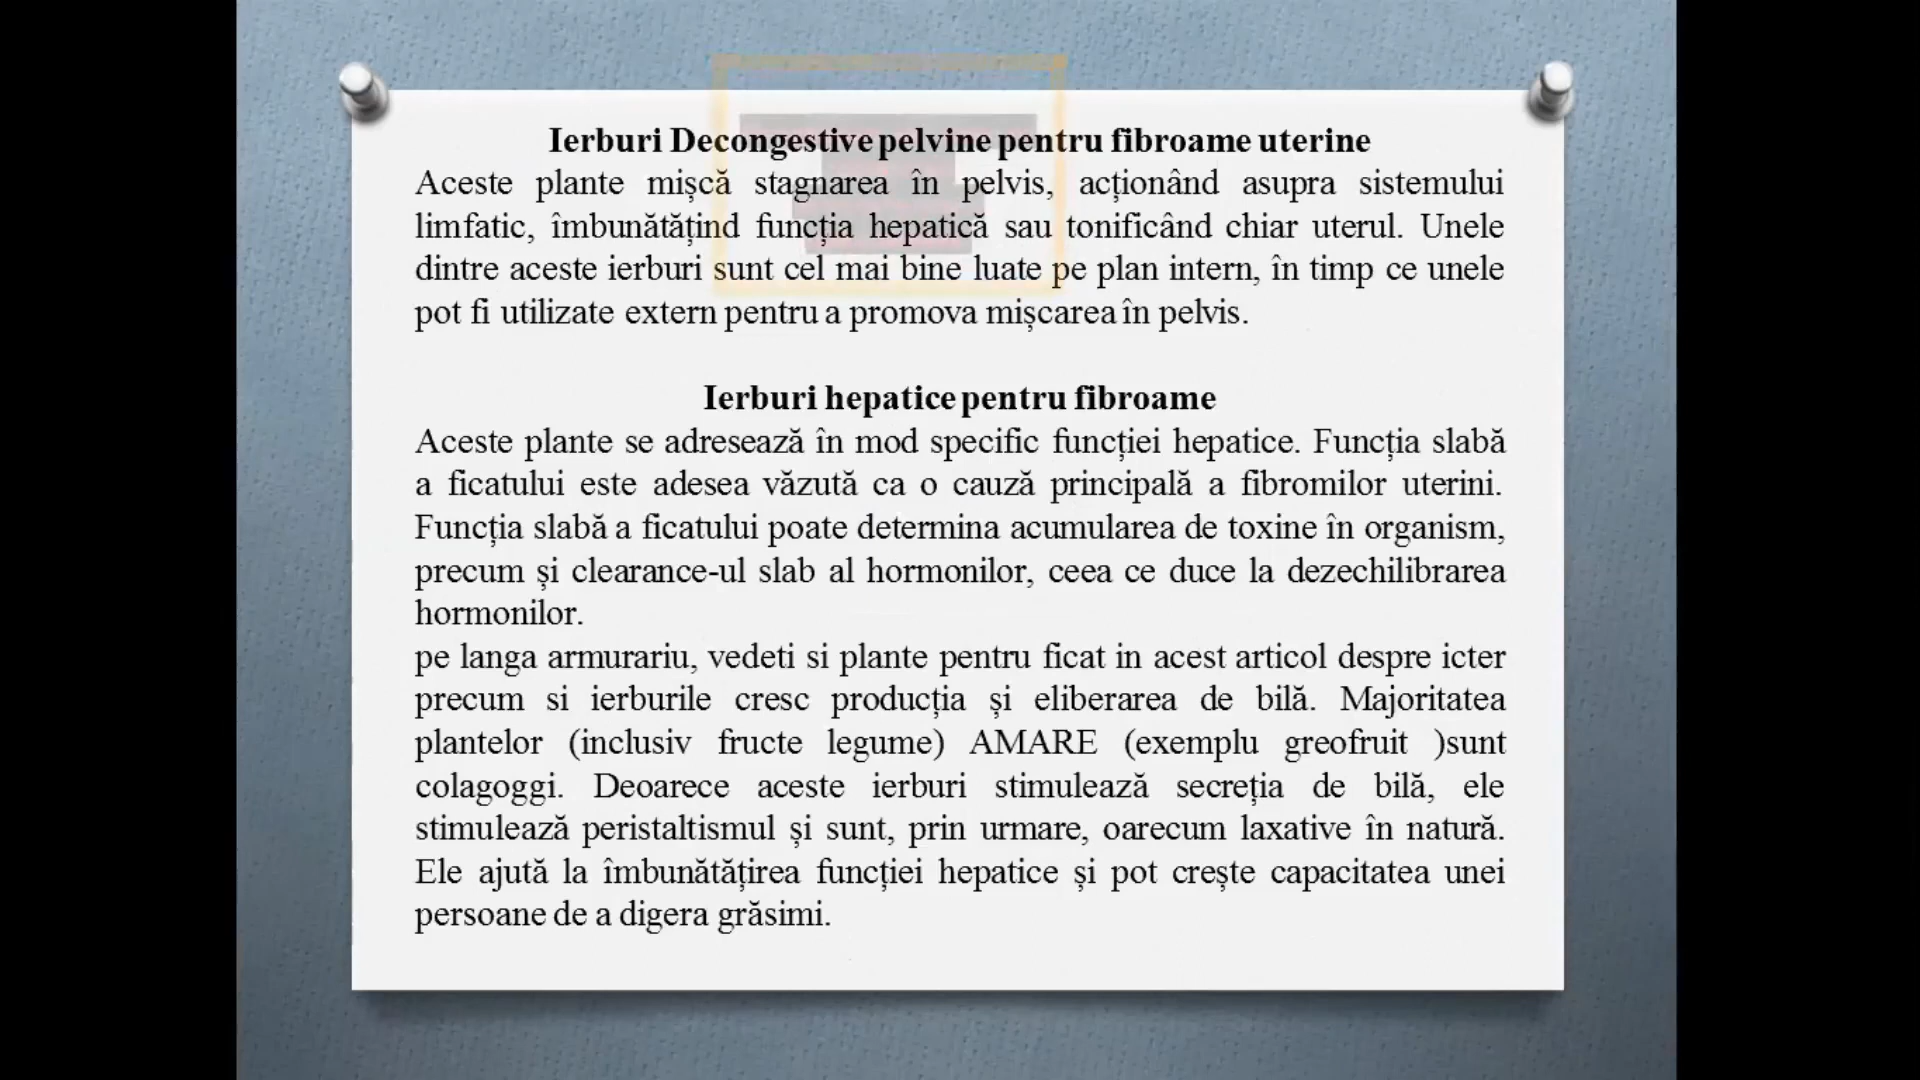 Ierburi Decongestive pelvine pentru fibroame uterine
Aceste plante mișcă stagnarea în pelvis, acționând asupra sistemului
limfatic, îmbunătățind funcția hepatică sau tonificând chiar uterul. Unele
dintre aceste ierburi sunt cel mai bine luate pe plan intern, în timp ce unele
pot fi utilizate extern pentru a promova mișcarea în pelvis.
Ierburi hepatice pentru fibroame
Aceste plante se adresează în mod specific funcției hepatice. Funcția slabă
a ficatului este adesea văzută ca o cauză principală a fibromilor uterini.
Funcția slabă a ficatului poate determina acumularea de toxine în organism,
precum și clearance-ul slab al hormonilor, ceea ce duce la dezechilibrarea
hormonilor.
pe langa armurariu, vedeti si plante pentru ficat in acest articol despre icter
precum si ierburile cresc producția și eliberarea de bilă. Majoritatea
plantelor (inclusiv fructe legume) AMARE (exemplu greofruit )sunt
colagoggi. Deoarece aceste ierburi stimulează secreția de bilă, ele
stimulează peristaltismul și sunt, prin urmare, oarecum laxative în natură.
Ele ajută la îmbunătățirea funcției hepatice și pot crește capacitatea unei
persoane de a digera grăsimi.